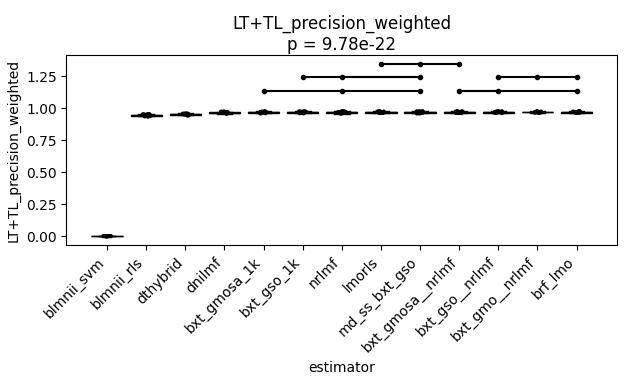 LT+TL_precision_weighted
p = 9.78e-22
LT+TL_precision_weighted
1.25
1.00
0.75
0.50
0.25
0.00
blmnii_svm
blmnii_rls
dthybrid
dnilmf
bxt_gmosa_1k
bxt_gso_1k
nrlmf
lmorls
md_ss_bxt_gso
bxt_gmosa__nrlmf
bxt_gso__nrlmf
bxt_gmo__nrlmf
brf_lmo
estimator